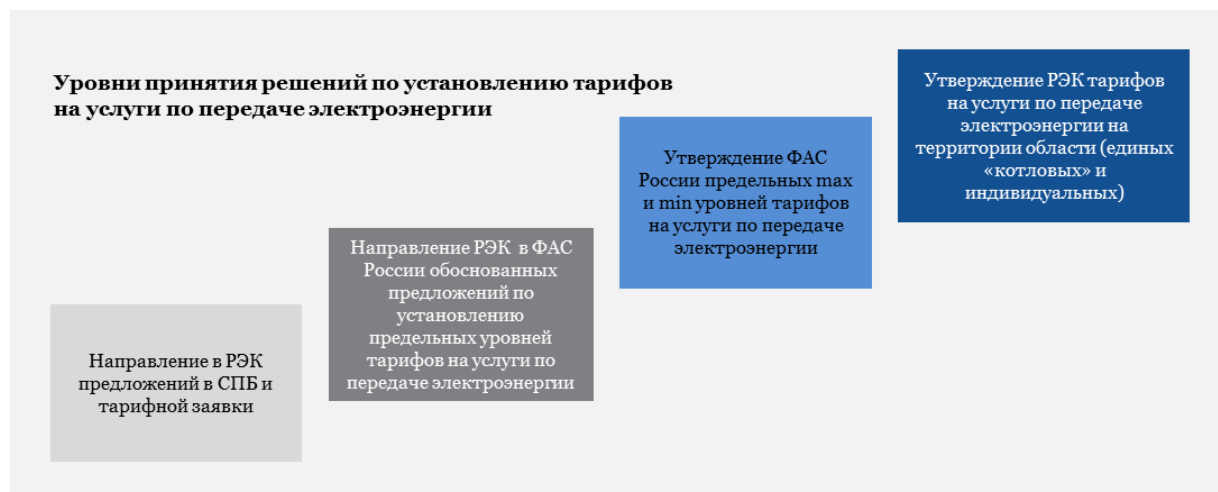 Уровни принятия решений по установлению тарифов
на услуги по передаче электроэнергии
Направление в РЭК
предложений в СПБ и
тарифной заявки
Направление РЭК  в ФАС
России обоснованных
предложений по
установлению
предельных уровней
тарифов на услуги по
передаче электроэнергии
Утверждение ФАС
России предельных max
и min уровней тарифов
на услуги по передаче
электроэнергии
Утверждение РЭК тарифов
на услуги по передаче
электроэнергии на
территории области (единых
«котловых» и
индивидуальных)